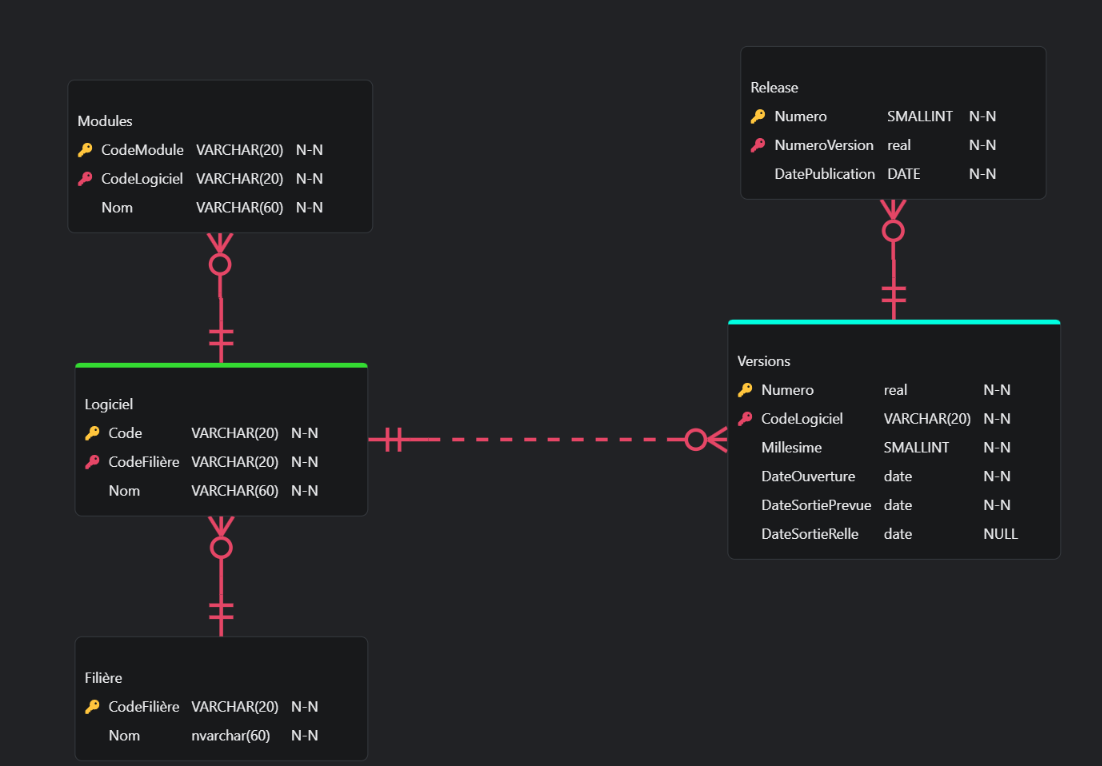 Modules
CodeModule VARCHAR(20) N-N
CodeLogiciel VARCHAR(20) N-N
Nom VARCHAR(60) N-N
Release
Numero SMALLINT N-N
NumeroVersion real N-N
DatePublication DATE N-N
Logiciel
Code VARCHAR(20) N-N
CodeFilière VARCHAR(20) N-N
Nom VARCHAR(60) N-N
Versions
Numero real N-N
CodeLogiciel VARCHAR(20) N-N
Millesime SMALLINT N-N
DateOuverture date N-N
DateSortiePrevue date N-N
DateSortieRelle date NULL
Filière
CodeFilière VARCHAR(20) N-N
Nom nvarchar(60) N-N